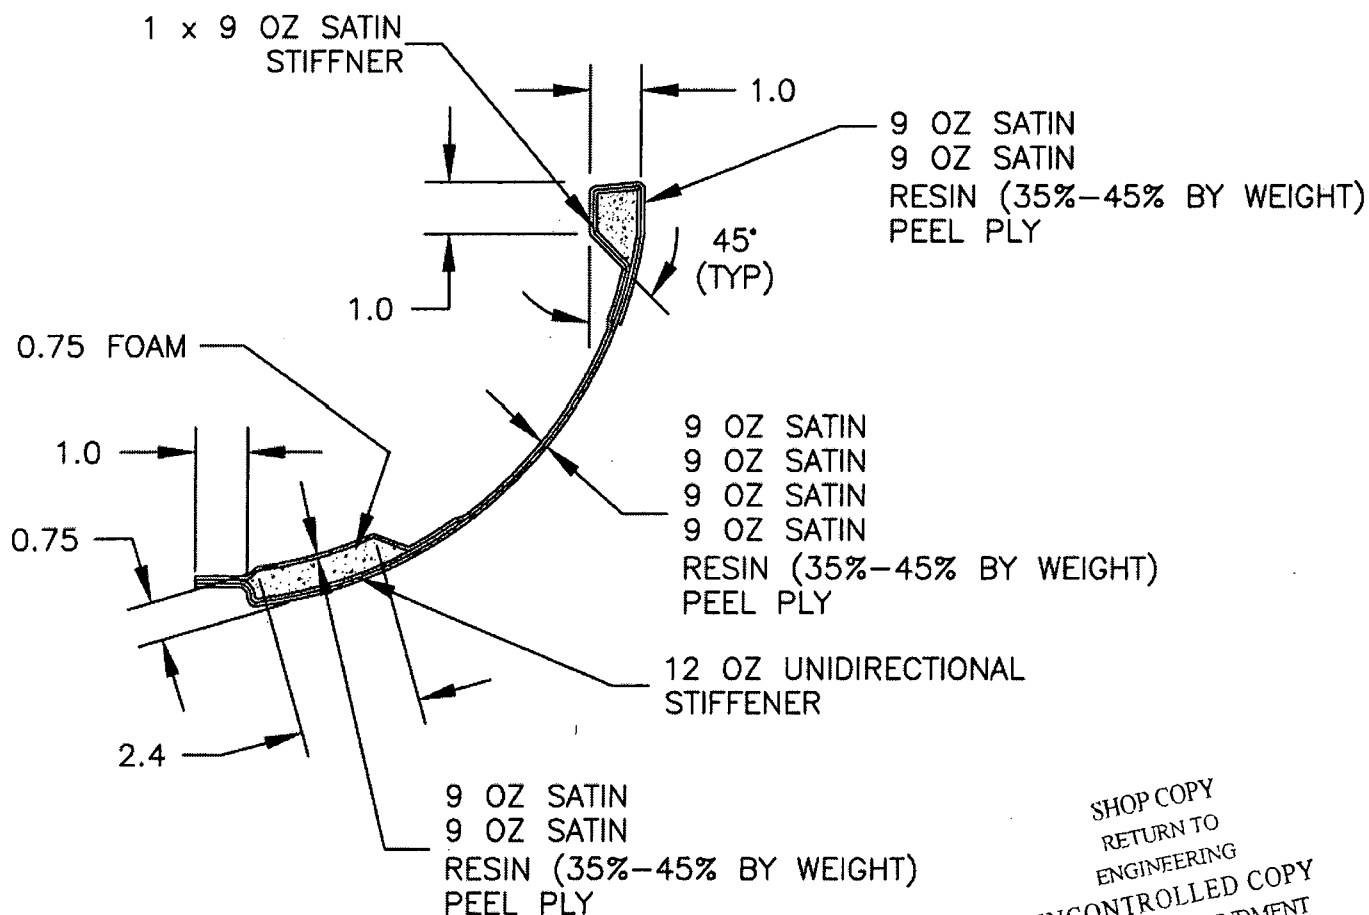 1 x 9 OZ SATIN
STIFFNER
1.0
9 OZ SATIN
9 OZ SATIN
RESIN (35%-45% BY WEIGHT)
PEEL PLY
45°
(TYP)
1.0
0.75 FOAM
1.0
9 OZ SATIN
9 OZ SATIN
9 OZ SATIN
9 OZ SATIN
RESIN (35%-45% BY WEIGHT)
PEEL PLY
0.75
12 OZ UNIDIRECTIONAL
STIFFENER
2.4
9 OZ SATIN
9 OZ SATIN
RESIN (35%-45% BY WEIGHT)
PEEL PLY
SHOP COPY
RETURN TO
ENGINEERING
COPY